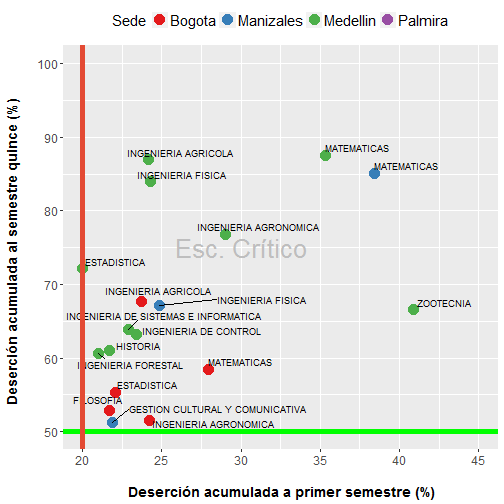 Sede Bogota Manizales Medellin Palmira
Deserción acumulada al semestre quince (%)
100
90
80
70
60
50
INGENIERIA AGRICOLA
MATEMATICAS
MATEMATICAS
INGENIERIA FISICA
INGENIERIA AGRONOMICA
Esc. Crítico
ESTADISTICA
INGENIERIA AGRICOLA
INGENIERIA FISICA
ZOOTECNIA
INGENIERIA DE SISTEMAS E INFORMATICA
INGENIERIA DE CONTROL
HISTORIA
INGENIERIA FORESTAL
MATEMATICAS
ESTADISTICA
FILOSOFIA
GESTION CULTURAL Y COMUNICATIVA
INGENIERIA AGRONOMICA
20 25 30 35 40 45
Deserción acumulada a primer semestre (%)